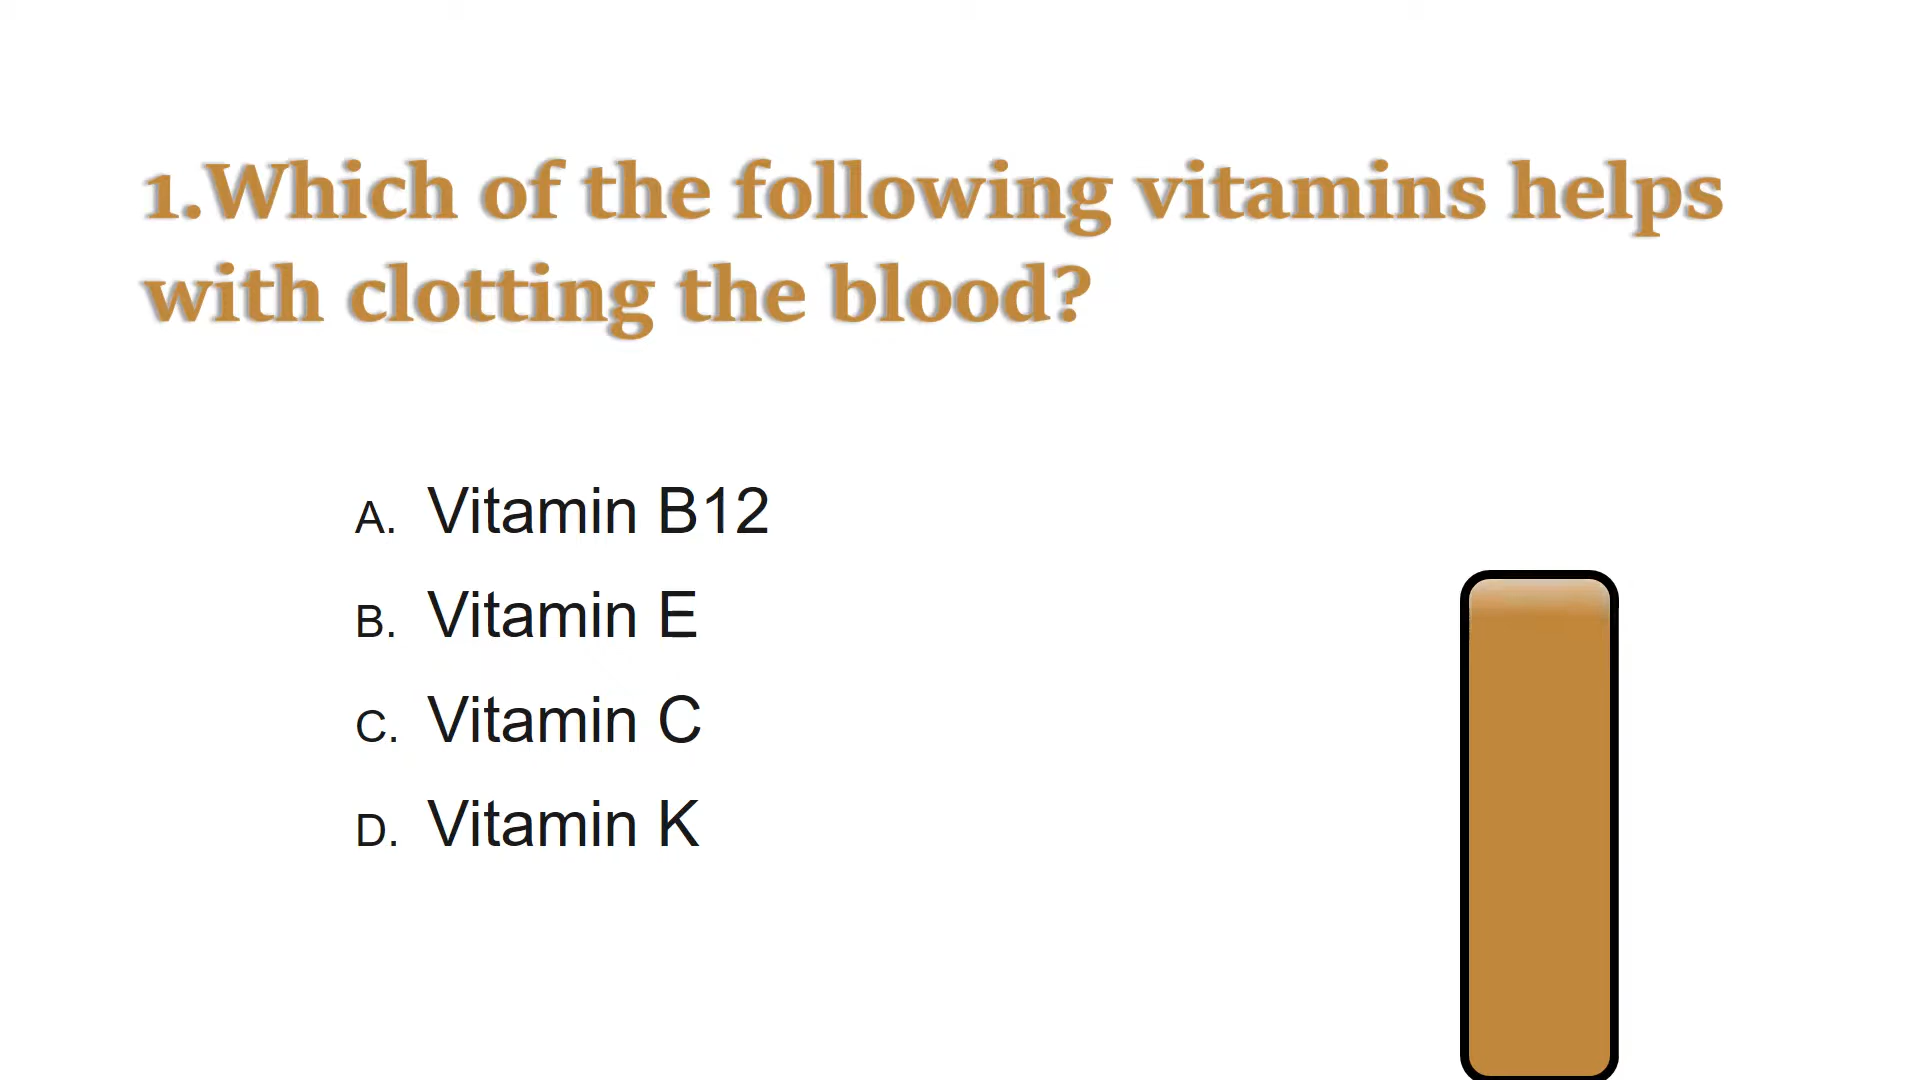 1.Which of the following vitamins helps
with clotting the blood?
A. Vitamin B12
B. Vitamin E
C. Vitamin C
D. Vitamin K